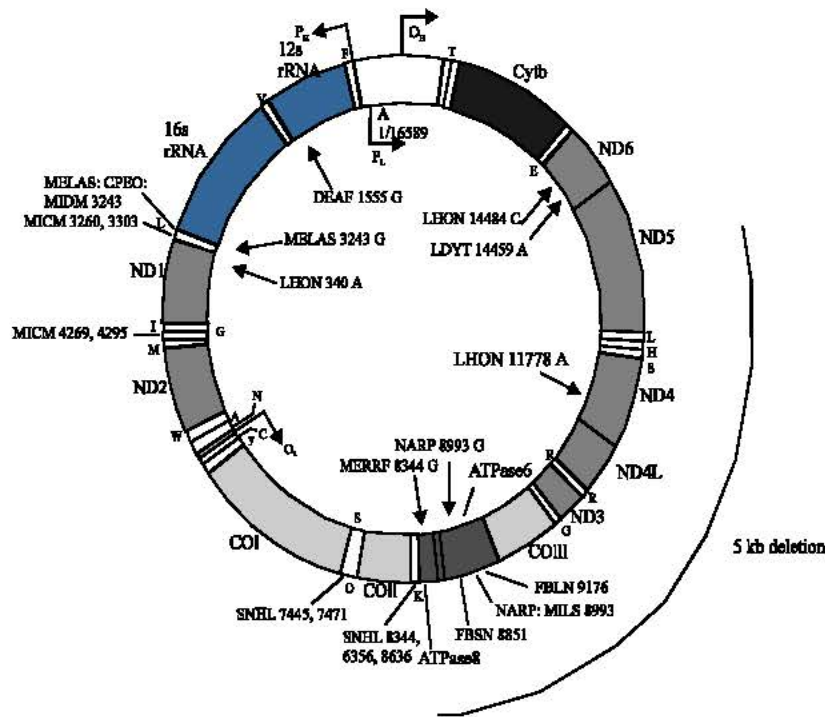 P_H
O_H
12s
rRNA
F
T
Cytb
V
A
1/16589
P_L
16s
rRNA
E
ND6
DEAF 1555 G
MELAS: CPEO:
MIDM 3243
MICM 3260, 3303
L
LHON 14484 C
LDYT 14459 A
ND5
MELAS 3243 G
ND1
LHON 340 A
MICM 4269, 4295
I
G
M
L
H
S
LHON 11778 A
ND2
ND4
N
A
W
C
Y
O_L
NARP 8993 G
MERRF 8344 G
ATPase6
R
ND4L
R
ND3
G
COI
S
COII
COIII
5 kb deletion
O
K
FBLN 9176
NARP: MILS 8993
SNHL 7445, 7471
SNHL 8344,
6356, 8636
FBSN 8851
ATPase8